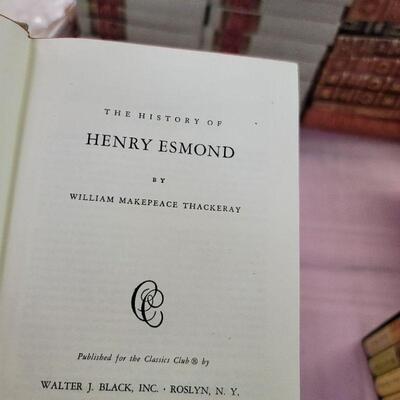 THE HISTORY OF
HENRY ESMOND
BY
WILLIAM MAKEPEACE THACKERAY
CC
Published for the Classics Club ® by
WALTER J. BLACK, INC. · ROSLYN, N. Y.